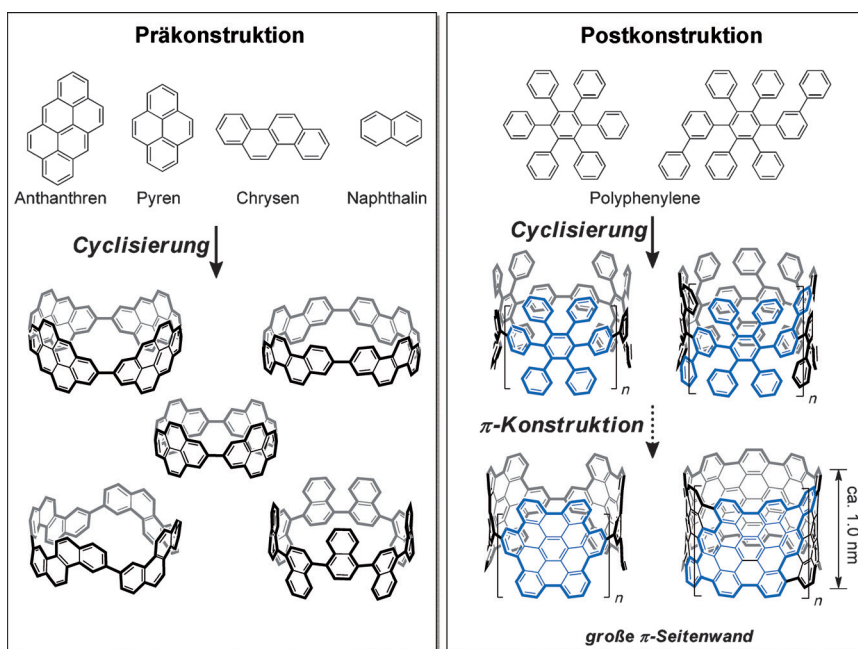 Präkonstruktion
Anthanthren Pyren Chrysen Naphthalin
Cyclisierung
Postkonstruktion
Polyphenylene
Cyclisierung
n n
π-Konstruktion
ca. 1.0 nm
n n
große π-Seitenwand